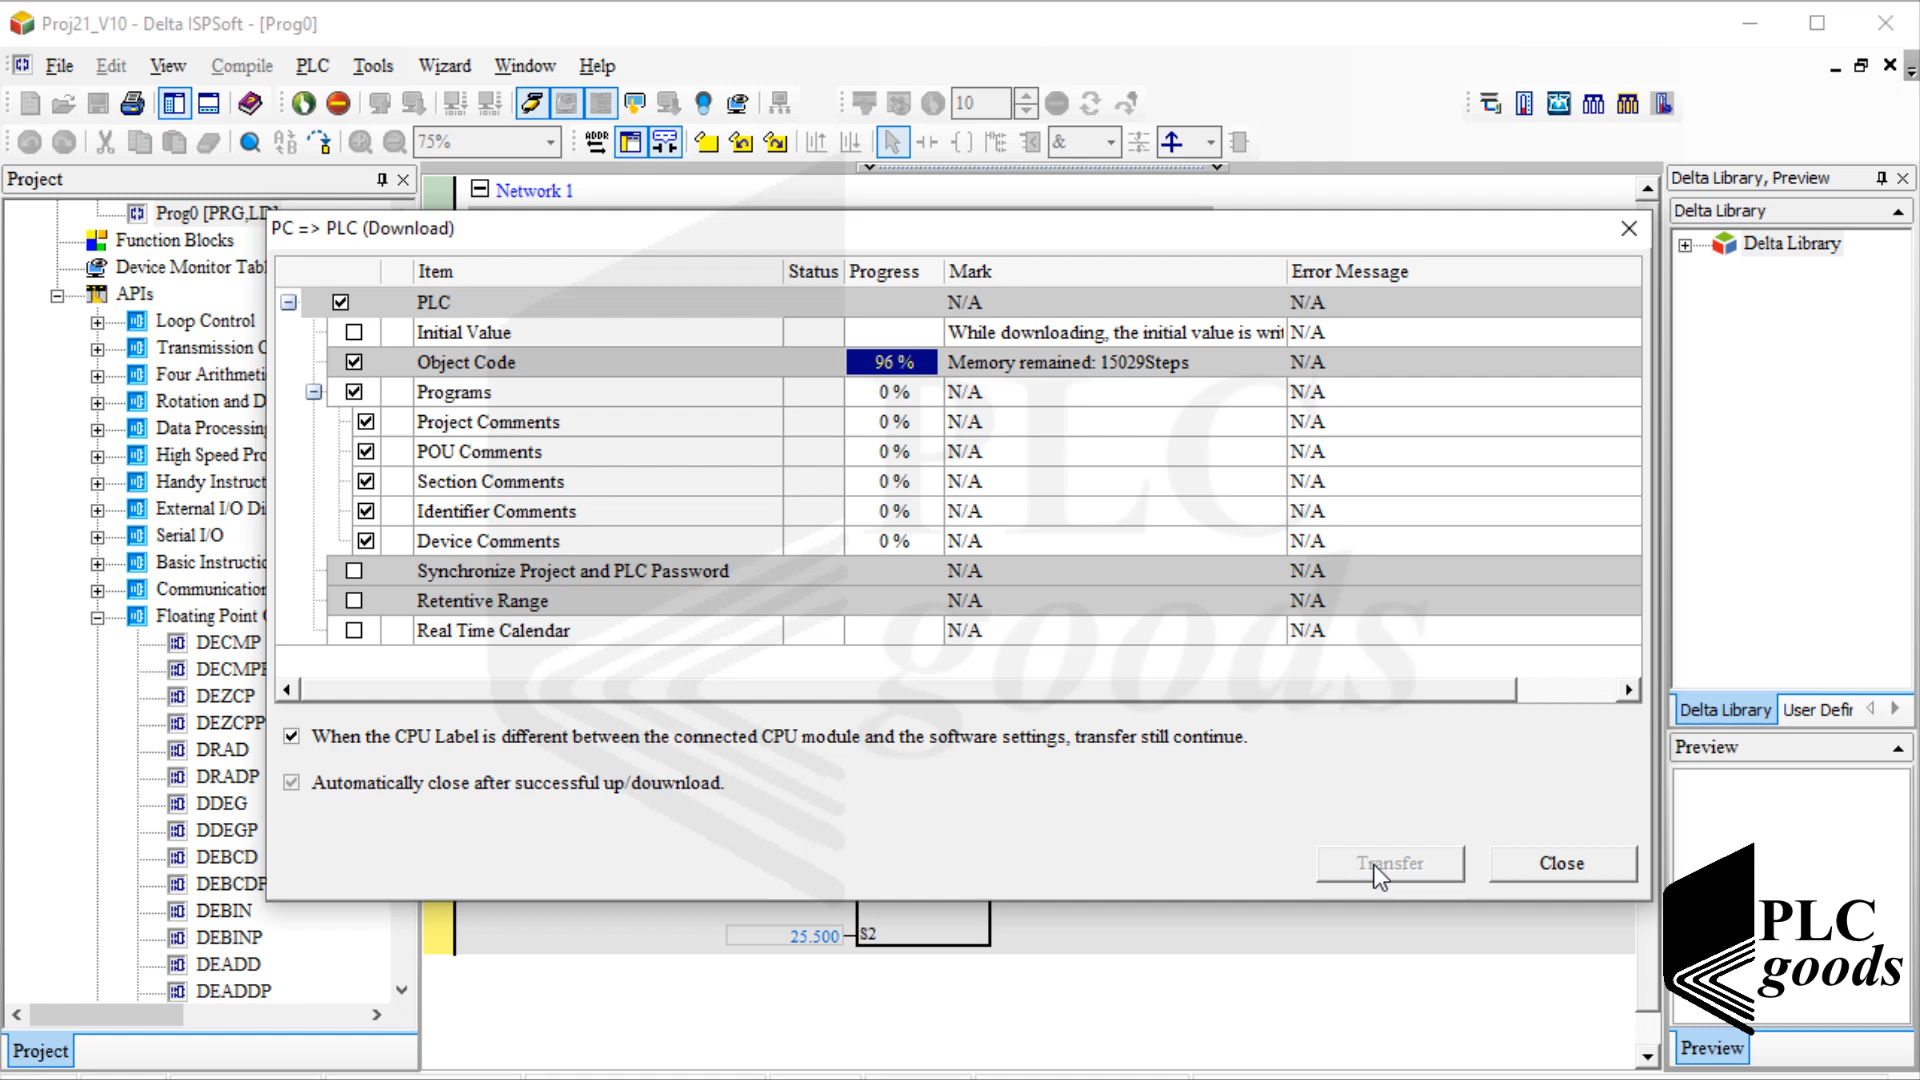 Proj21_V10 - Delta ISPSoft - [Prog0]
File Edit View Compile PLC Tools Wizard Window Help
10
75%
ADDR
&
Project
Prog0 [PRG,LD
Function Blocks
Device Monitor Tabl
APIs
Loop Control
Transmission C
Four Arithmeti
Rotation and D
Data Processing
High Speed Pro
Handy Instruct
External I/O Di
Serial I/O
Basic Instructio
Communication
Floating Point
DECMP
DECMPP
DEZCP
DEZCPP
DRAD
DRADP
DDEG
DDEGP
DEBCD
DEBCDP
DEBIN
DEBINP
DEADD
DEADDP
Project
Network 1
PC => PLC (Download)
Item Status Progress Mark Error Message
PLC N/A N/A
Initial Value While downloading, the initial value is writ N/A
Object Code 96 % Memory remained: 15029Steps N/A
Programs 0 % N/A N/A
Project Comments 0 % N/A N/A
POU Comments 0 % N/A N/A
Section Comments 0 % N/A N/A
Identifier Comments 0 % N/A N/A
Device Comments 0 % N/A N/A
Synchronize Project and PLC Password N/A N/A
Retentive Range N/A N/A
Real Time Calendar N/A N/A
When the CPU Label is different between the connected CPU module and the software settings, transfer still continue.
Automatically close after successful up/douwnload.
Transfer Close
25.500 S2
Delta Library, Preview
Delta Library
Delta Library
Delta Library User Defir
Preview
Preview
PLC
goods
PLC
goods